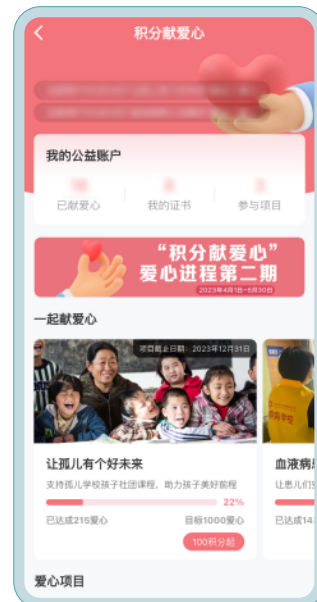 积分献爱心
我的公益账户
已献爱心
我的证书
参与项目
“积分献爱心”
爱心进程第二期
2023年4月1日-6月30日
一起献爱心
项目截止日期：2023年12月31日
让孤儿有个好未来
支持孤儿学校孩子社团课程，助力孩子美好前程
22%
已达成215爱心
目标1000爱心
100积分起
血液病
让患儿们
已达成14
爱心项目